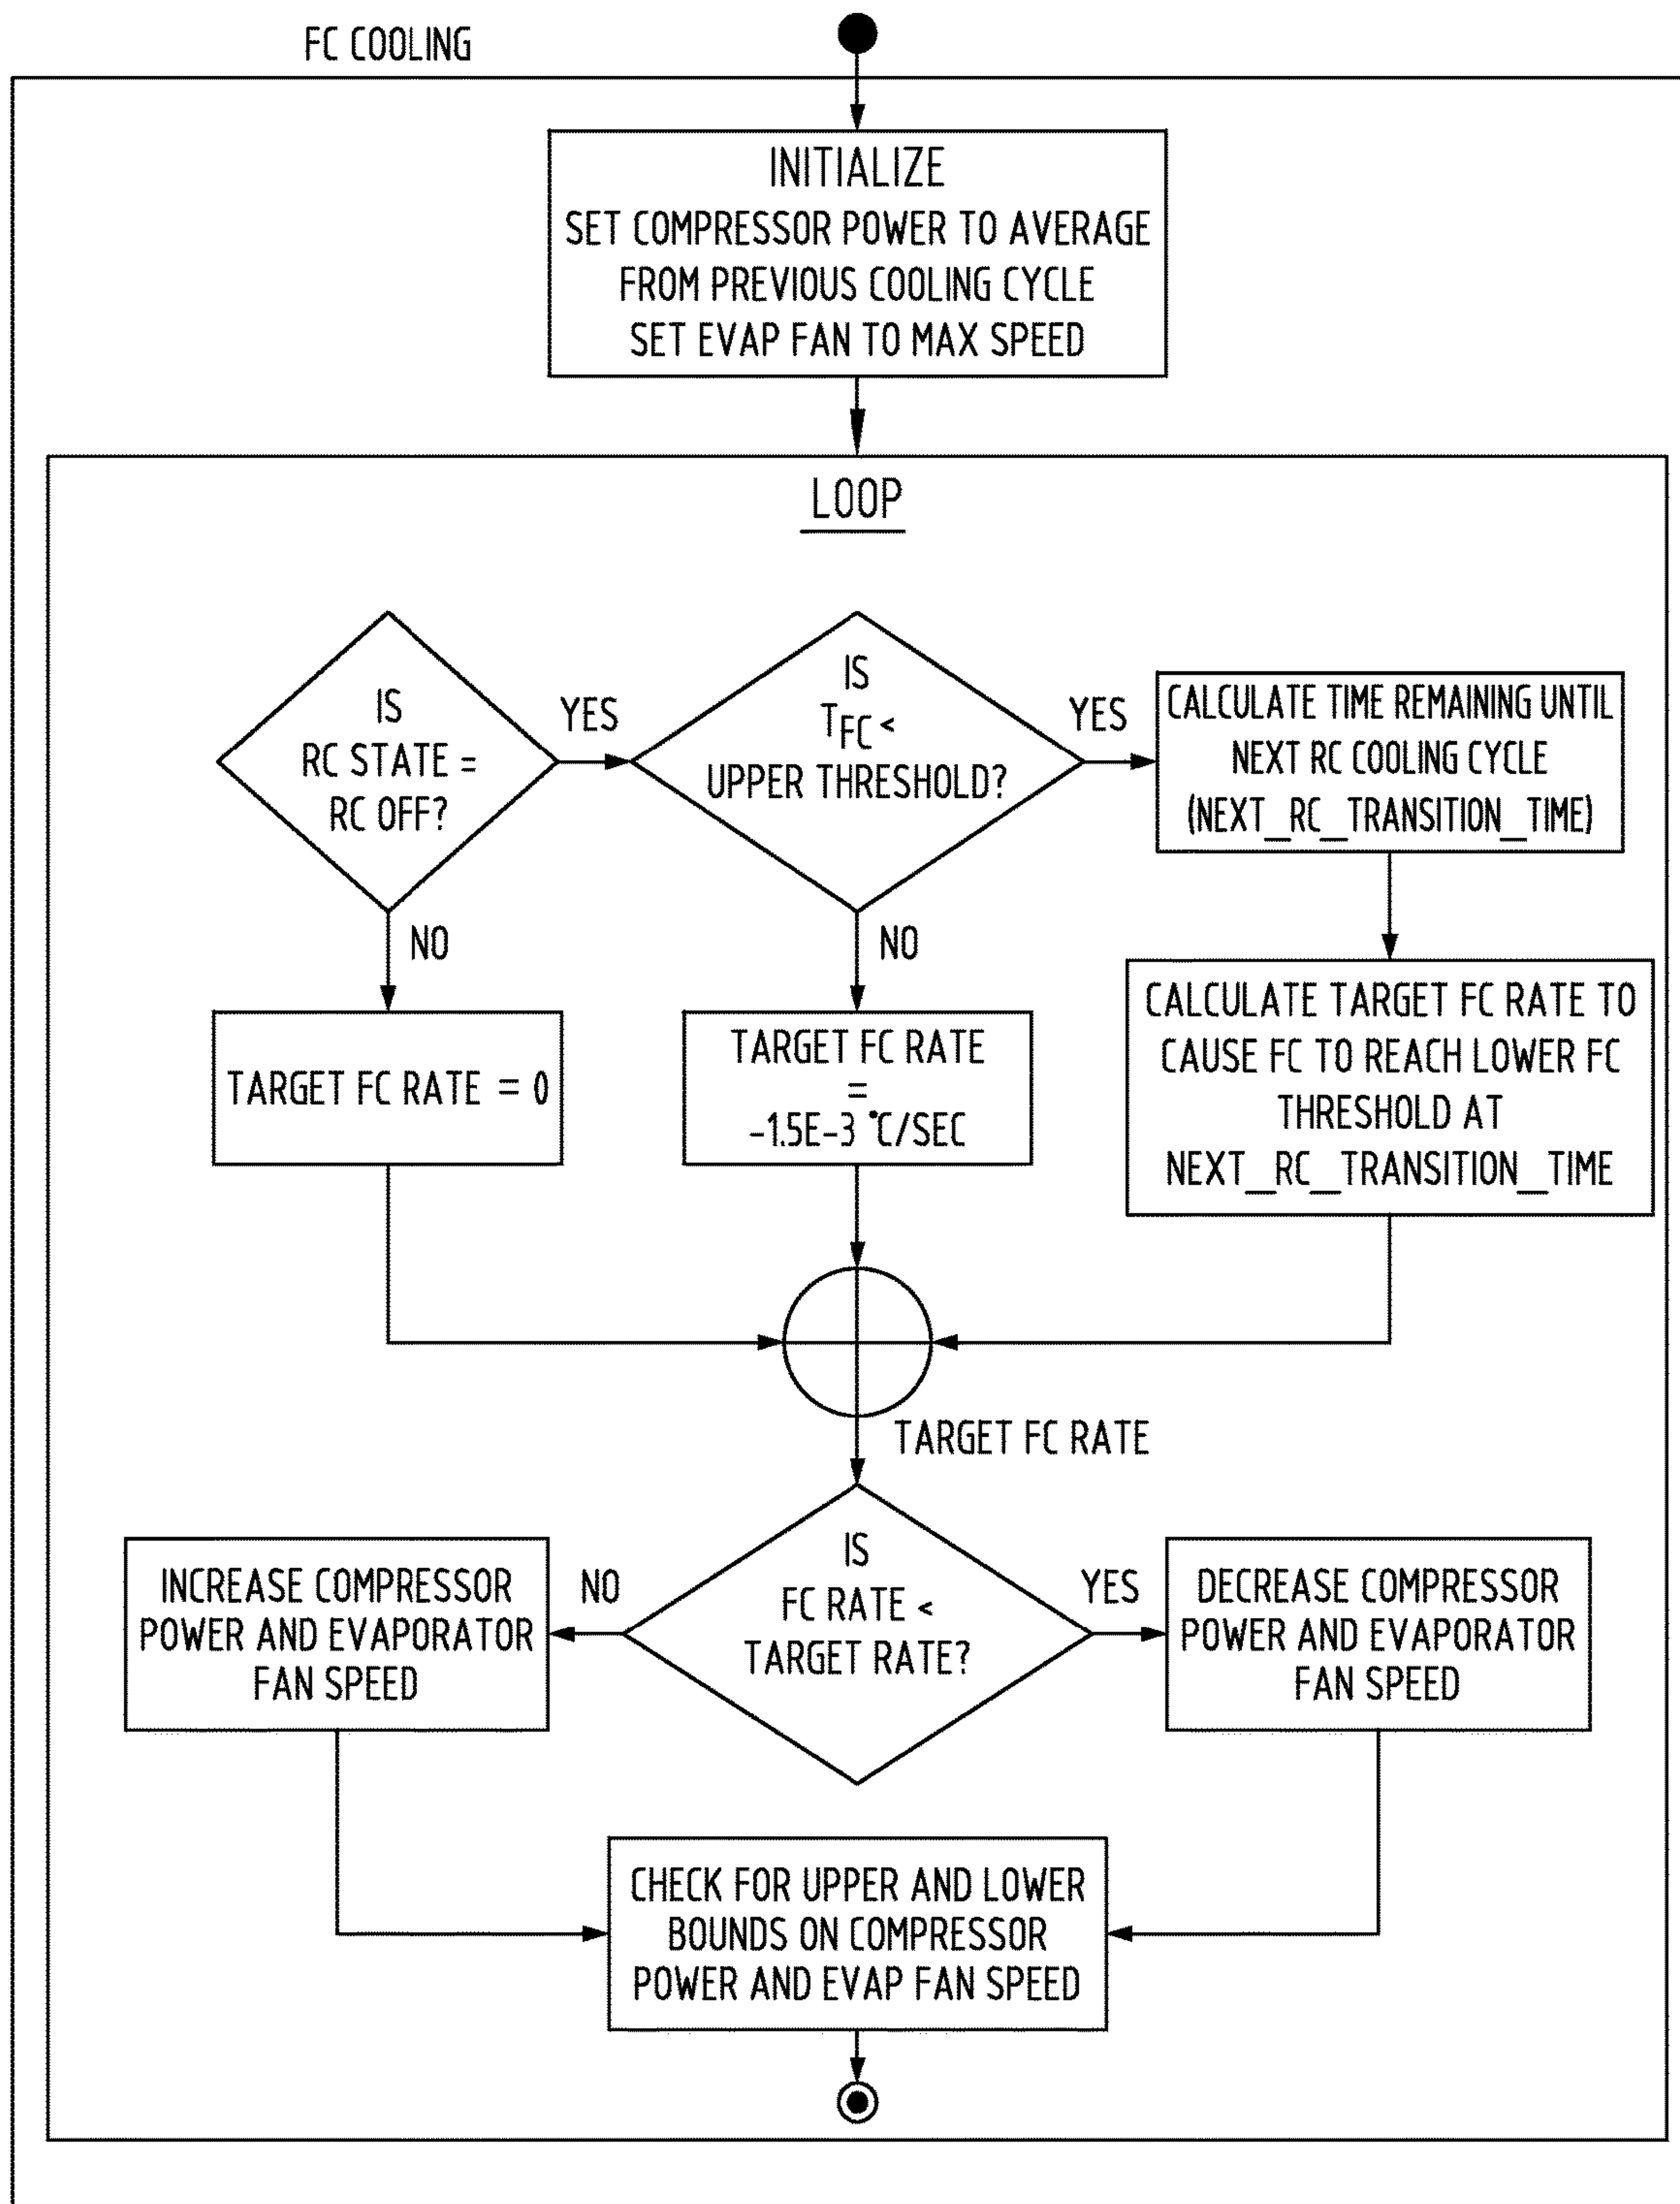 FC COOLING
INITIALIZE
SET COMPRESSOR POWER TO AVERAGE
FROM PREVIOUS COOLING CYCLE
SET EVAP FAN TO MAX SPEED
LOOP
IS
RC STATE =
RC OFF?
YES
IS
TFC <
UPPER THRESHOLD?
YES
CALCULATE TIME REMAINING UNTIL
NEXT RC COOLING CYCLE
(NEXT_RC_TRANSITION_TIME)
NO
NO
TARGET FC RATE = 0
TARGET FC RATE
=
-1.5E-3 °C/SEC
CALCULATE TARGET FC RATE TO
CAUSE FC TO REACH LOWER FC
THRESHOLD AT
NEXT_RC_TRANSITION_TIME
TARGET FC RATE
IS
FC RATE <
TARGET RATE?
NO
YES
INCREASE COMPRESSOR
POWER AND EVAPORATOR
FAN SPEED
DECREASE COMPRESSOR
POWER AND EVAPORATOR
FAN SPEED
CHECK FOR UPPER AND LOWER
BOUNDS ON COMPRESSOR
POWER AND EVAP FAN SPEED